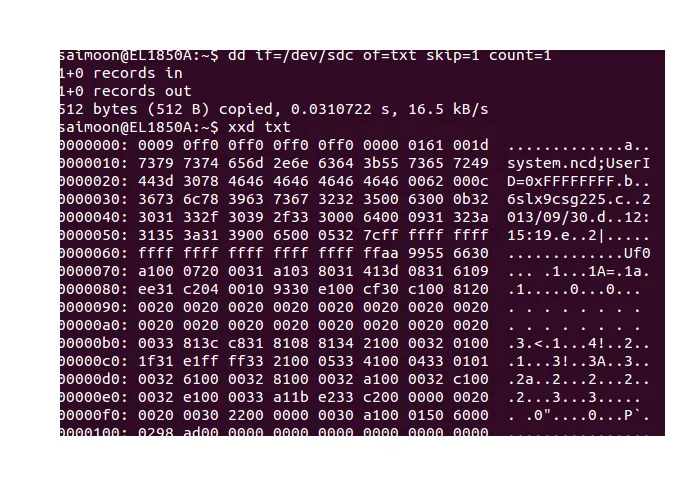 saimoon@EL1850A:~$ dd if=/dev/sdc of=txt skip=1 count=1
1+0 records in
1+0 records out
512 bytes (512 B) copied, 0.0310722 s, 16.5 kB/s
saimoon@EL1850A:~$ xxd txt
0000000: 0009 0ff0 0ff0 0ff0 0ff0 0000 0161 001d  .............a..
0000010: 7379 7374 656d 2e6e 6364 3b55 7365 7249  system.ncd;UserI
0000020: 443d 3078 4646 4646 4646 4646 0062 000c  D=0xFFFFFFFF.b..
0000030: 3673 6c78 3963 7367 3232 3500 6300 0b32  6slx9csg225.c..2
0000040: 3031 332f 3039 2f33 3000 6400 0931 323a  013/09/30.d..12:
0000050: 3135 3a31 3900 6500 0532 7cff ffff ffff  15:19.e..2|.....
0000060: ffff ffff ffff ffff ffaa 9955 6630  .............Uf0
0000070: a100 0720 0031 a103 8031 413d 0831 6109  ... .1...1A=.1a.
0000080: ee31 c204 0010 9330 e100 cf30 c100 8120  .1.....0...0...
0000090: 0020 0020 0020 0020 0020 0020 0020 0020  . . . . . . . .
00000a0: 0020 0020 0020 0020 0020 0020 0020 0020  . . . . . . . .
00000b0: 0033 813c c831 8108 8134 2100 0032 0100  .3.<.1...4!..2..
00000c0: 1f31 e1ff ff33 2100 0533 4100 0433 0101  .1...3!..3A..3..
00000d0: 0032 6100 0032 8100 0032 a100 0032 c100  .2a..2...2...2..
00000e0: 0032 e100 0033 a11b e233 c200 0000 0020  .2...3...3.....
00000f0: 0020 0030 2200 0000 0030 a100 0150 6000  . .0"....0...P`.
0000100: 0298 ad00 0000 0000 0000 0000 0000 0000  ................